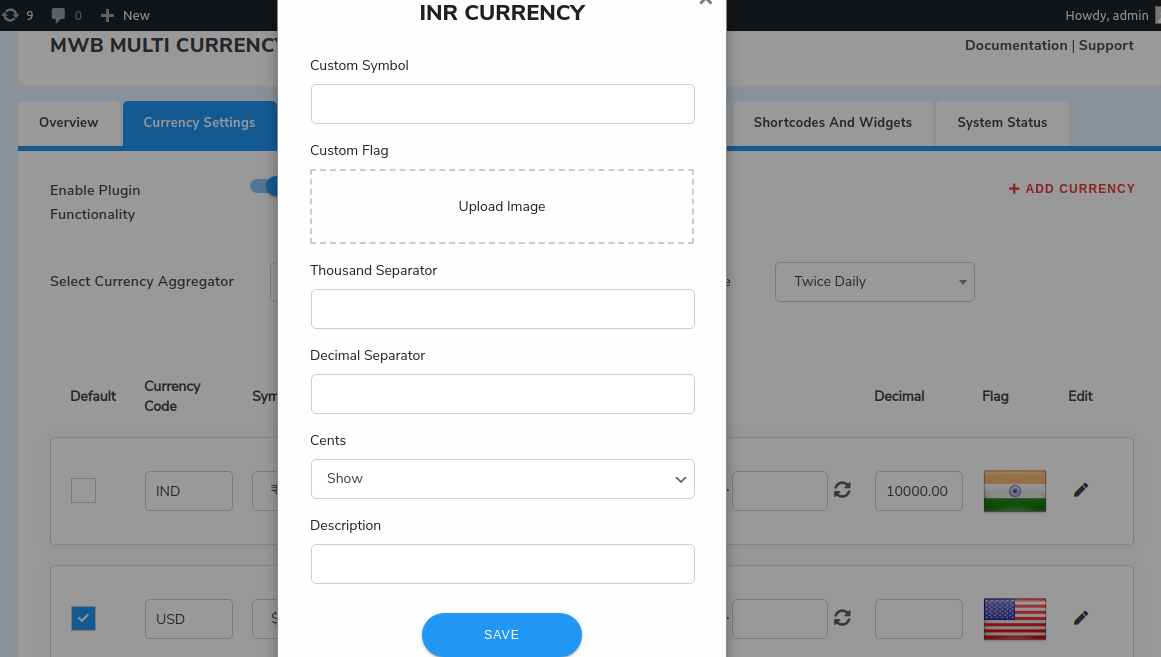 9
0
New
Howdy, admin
INR CURRENCY
MWB MULTI CURRENCY
Documentation | Support
Custom Symbol
Overview
Currency Settings
Shortcodes And Widgets
System Status
Custom Flag
Upload Image
Enable Plugin
Functionality
+ ADD CURRENCY
Thousand Separator
Select Currency Aggregator
Twice Daily
Decimal Separator
Default
Currency
Code
Sym
Decimal
Flag
Edit
Cents
Show
IND
₹
10000.00
Description
USD
$
SAVE